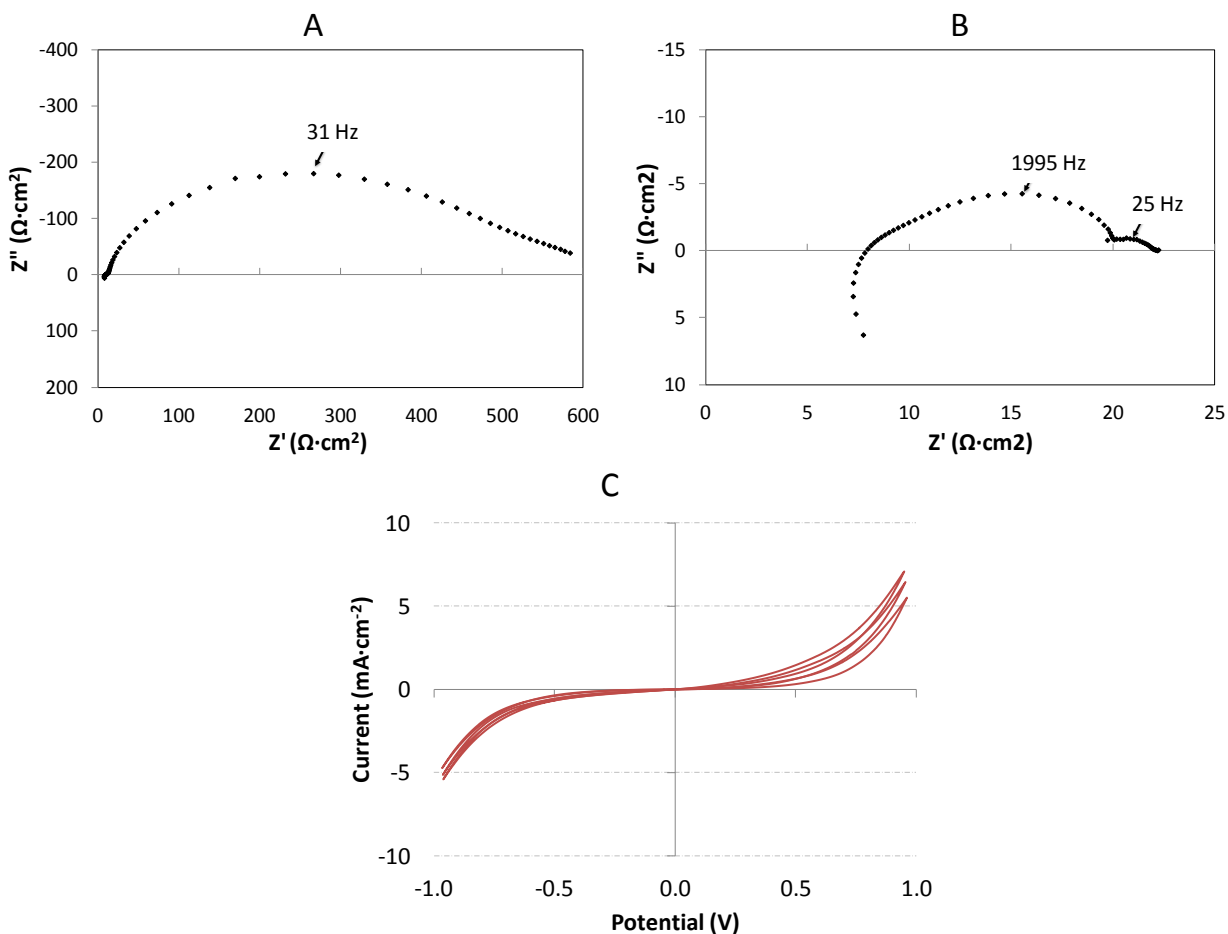 A
-400
-300
-200
-100
0
100
200
0 100 200 300 400 500 600
31 Hz
Z" (Ω·cm²)
Z' (Ω·cm²)
B
-15
-10
-5
0
5
10
0 5 10 15 20 25
1995 Hz
25 Hz
Z" (Ω·cm2)
Z' (Ω·cm2)
C
10
5
0
-5
-10
-1.0 -0.5 0.0 0.5 1.0
Current (mA·cm⁻²)
Potential (V)